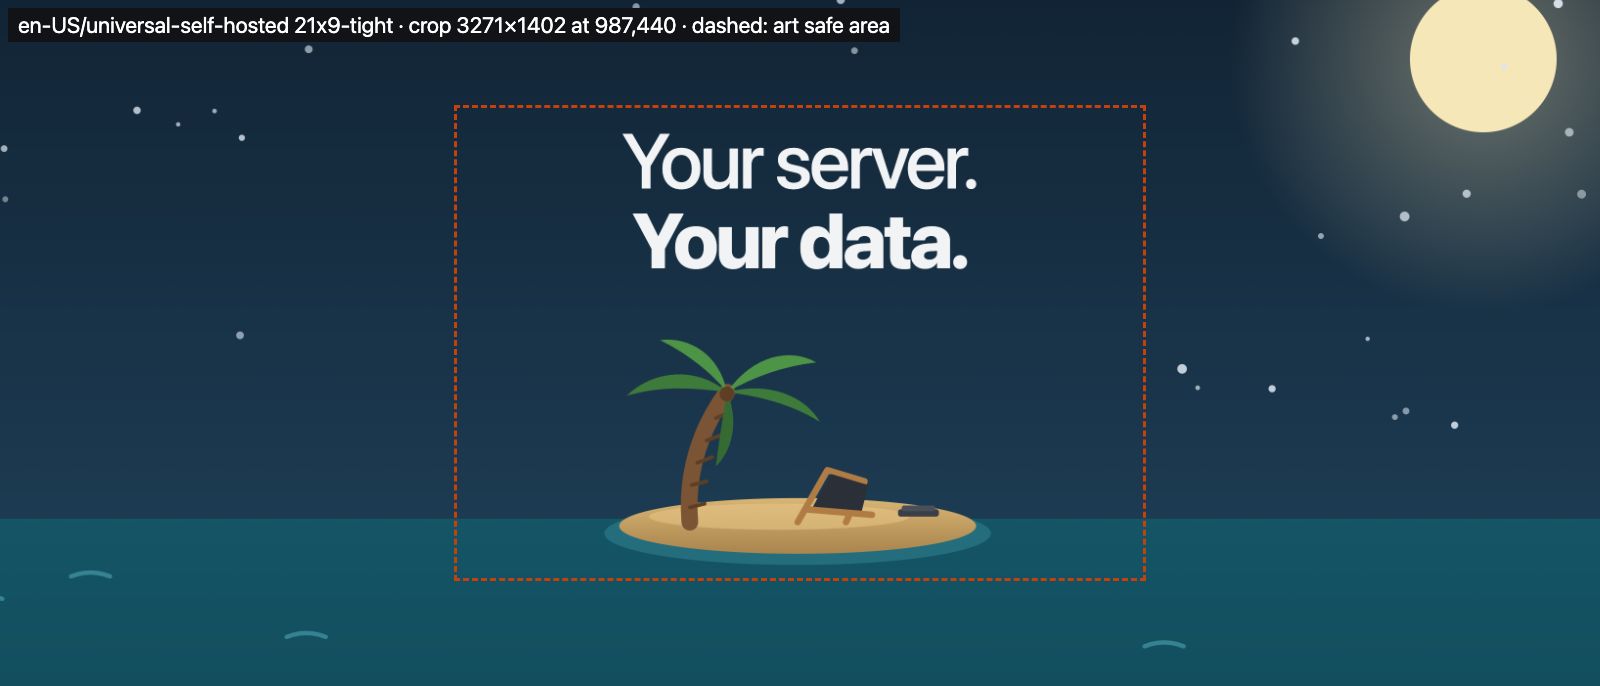 en-US/universal-self-hosted 21x9-tight · crop 3271×1402 at 987,440 · dashed: art safe area
Your server.
Your data.